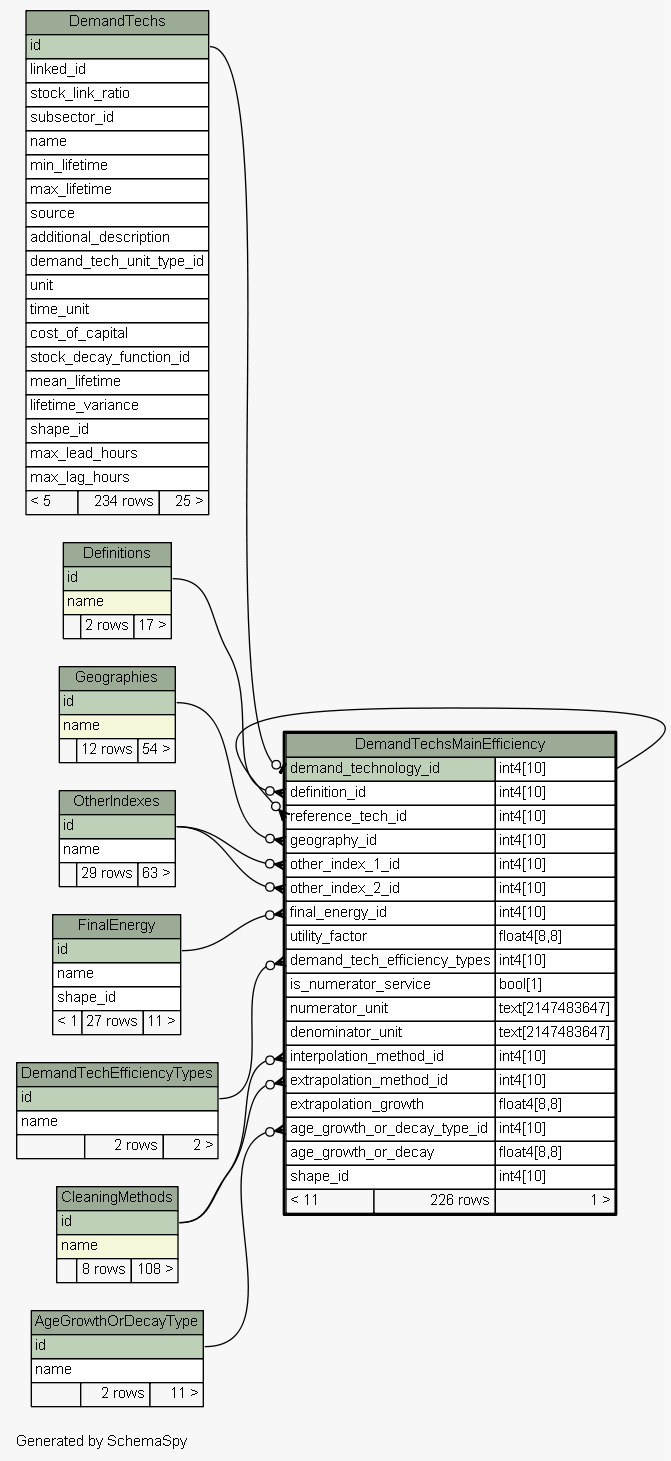 DemandTechs
id
linked_id
stock_link_ratio
subsector_id
name
min_lifetime
max_lifetime
source
additional_description
demand_tech_unit_type_id
unit
time_unit
cost_of_capital
stock_decay_function_id
mean_lifetime
lifetime_variance
shape_id
max_lead_hours
max_lag_hours
< 5 234 rows 25 >
Definitions
id
name
2 rows 17 >
Geographies
id
name
12 rows 54 >
OtherIndexes
id
name
29 rows 63 >
FinalEnergy
id
name
shape_id
< 1 27 rows 11 >
DemandTechEfficiencyTypes
id
name
2 rows 2 >
CleaningMethods
id
name
8 rows 108 >
AgeGrowthOrDecayType
id
name
2 rows 11 >
DemandTechsMainEfficiency
demand_technology_id int4[10]
definition_id int4[10]
reference_tech_id int4[10]
geography_id int4[10]
other_index_1_id int4[10]
other_index_2_id int4[10]
final_energy_id int4[10]
utility_factor float4[8,8]
demand_tech_efficiency_types int4[10]
is_numerator_service bool[1]
numerator_unit text[2147483647]
denominator_unit text[2147483647]
interpolation_method_id int4[10]
extrapolation_method_id int4[10]
extrapolation_growth float4[8,8]
age_growth_or_decay_type_id int4[10]
age_growth_or_decay float4[8,8]
shape_id int4[10]
< 11 226 rows 1 >
Generated by SchemaSpy